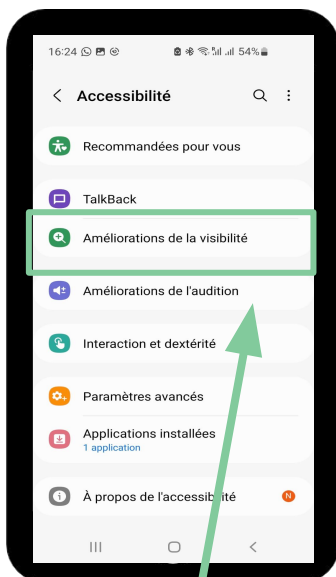 16:24 54%
Accessibilité
Recommandées pour vous
TalkBack
Améliorations de la visibilité
Améliorations de l'audition
Interaction et dextérité
Paramètres avancés
Applications installées
1 application
À propos de l'accessibilité N